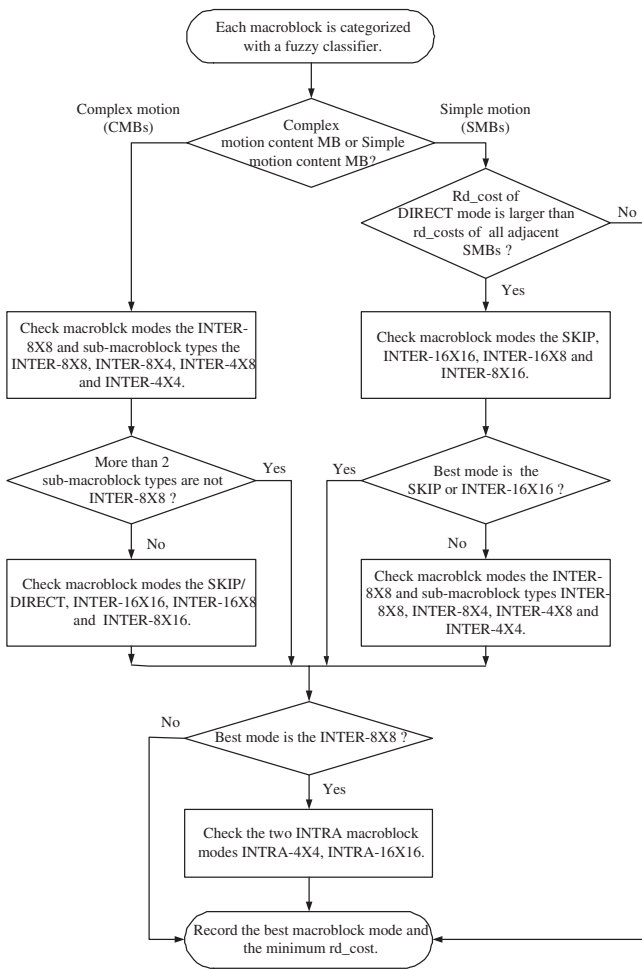 Each macroblock is categorized
with a fuzzy classifier.
Complex motion
(CMBs)
Simple motion
(SMBs)
Complex
motion content MB or Simple
motion content MB?
Rd_cost of
DIRECT mode is larger than
rd_costs of all adjacent
SMBs ?
No
Yes
Check macroblck modes the INTER-
8X8 and sub-macroblock types the
INTER-8X8, INTER-8X4, INTER-4X8
and INTER-4X4.
Check macroblock modes the SKIP,
INTER-16X16, INTER-16X8 and
INTER-8X16.
More than 2
sub-macroblock types are not
INTER-8X8 ?
Yes
Yes
Best mode is the
SKIP or INTER-16X16 ?
No
No
Check macroblock modes the SKIP/
DIRECT, INTER-16X16, INTER-16X8
and INTER-8X16.
Check macroblck modes the INTER-
8X8 and sub-macroblock types INTER-
8X8, INTER-8X4, INTER-4X8 and
INTER-4X4.
No
Best mode is the INTER-8X8 ?
Yes
Check the two INTRA macroblock
modes INTRA-4X4, INTRA-16X16.
Record the best macroblock mode and
the minimum rd_cost.